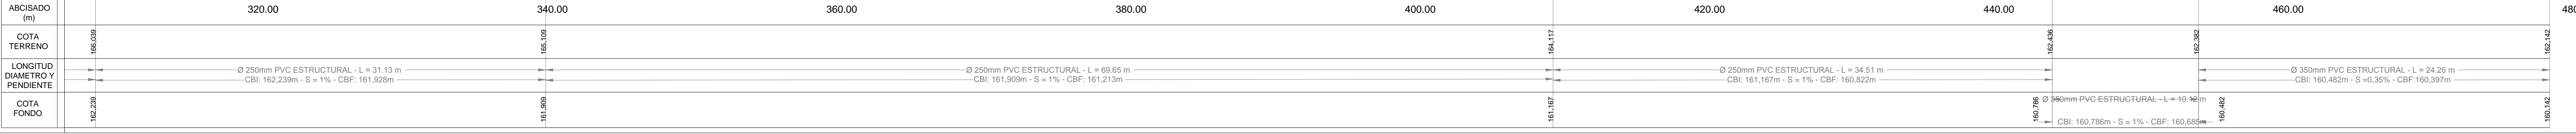 ABCISADO
(m)
320.00 340.00 360.00 380.00 400.00 420.00 440.00 460.00 480
COTA
TERRENO
166,039 165,109 164,117 162,436 162,382 162,142
LONGITUD
DIAMETRO Y
PENDIENTE
Ø 250mm PVC ESTRUCTURAL - L = 31.13 m
CBI: 162,239m - S = 1% - CBF: 161,928m
Ø 250mm PVC ESTRUCTURAL - L = 69.65 m
CBI: 161,909m - S = 1% - CBF: 161,213m
Ø 250mm PVC ESTRUCTURAL - L = 34.51 m
CBI: 161,167m - S = 1% - CBF: 160,822m
Ø 350mm PVC ESTRUCTURAL - L = 24.26 m
CBI: 160,482m - S =0,35% - CBF:160,397m
COTA
FONDO
162,239 161,909 161,167 160,786 160,482 160,142
Ø 350mm PVC ESTRUCTURAL - L = 10.12 m
CBI: 160,786m - S = 1% - CBF: 160,685m